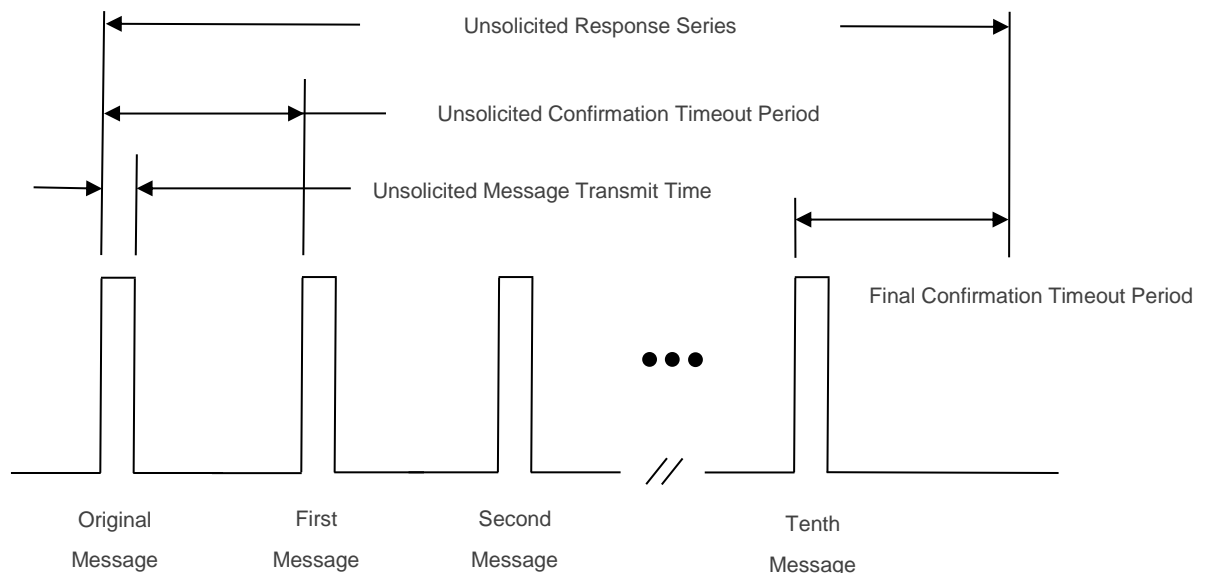 Unsolicited Response Series
Unsolicited Confirmation Timeout Period
Unsolicited Message Transmit Time
Final Confirmation Timeout Period
Original
Message
First
Message
Second
Message
Tenth
Message